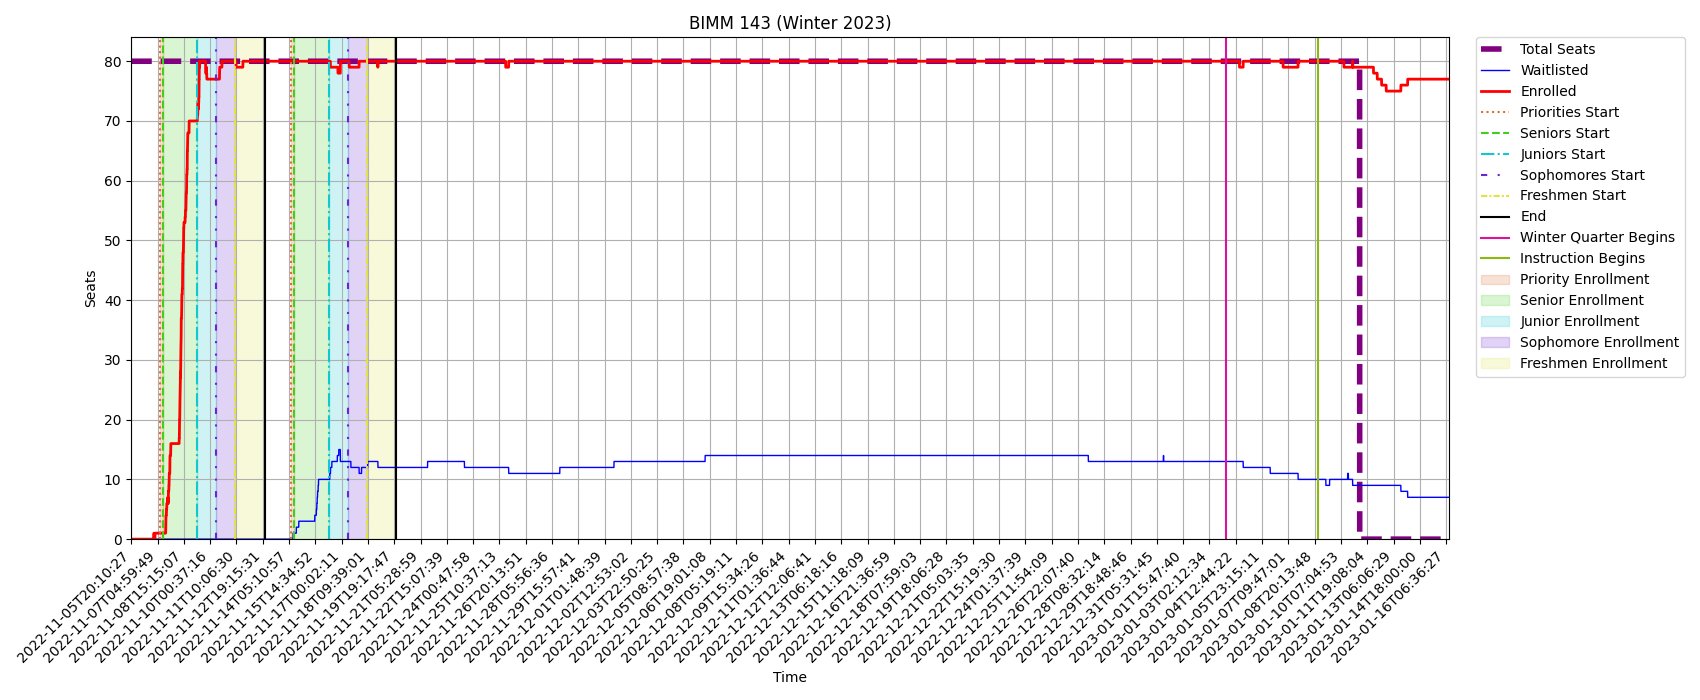 BIMM 143 (Winter 2023)
Seats
80
70
60
50
40
30
20
10
0
2022-11-05T20:10:27
2022-11-07T04:59:49
2022-11-08T15:15:07
2022-11-10T00:37:16
2022-11-11T10:06:30
2022-11-12T19:15:31
2022-11-14T05:10:57
2022-11-15T14:34:52
2022-11-17T00:02:11
2022-11-18T09:39:01
2022-11-19T19:17:47
2022-11-21T05:28:59
2022-11-22T15:07:39
2022-11-24T00:47:58
2022-11-25T10:37:13
2022-11-26T20:13:51
2022-11-28T05:56:36
2022-11-29T15:57:41
2022-12-01T01:48:39
2022-12-02T12:53:02
2022-12-03T22:50:25
2022-12-05T08:57:38
2022-12-06T19:01:08
2022-12-08T05:19:11
2022-12-09T15:34:26
2022-12-11T01:36:44
2022-12-12T12:06:41
2022-12-13T06:18:16
2022-12-15T11:18:09
2022-12-16T21:36:59
2022-12-18T07:59:03
2022-12-19T18:06:28
2022-12-21T05:03:35
2022-12-22T15:19:30
2022-12-24T01:37:39
2022-12-25T11:54:09
2022-12-26T22:07:40
2022-12-28T08:32:14
2022-12-29T18:48:46
2022-12-31T05:31:45
2023-01-01T15:47:40
2023-01-03T02:12:34
2023-01-04T12:44:22
2023-01-05T23:15:11
2023-01-07T09:47:01
2023-01-08T20:13:48
2023-01-10T07:04:53
2023-01-11T19:08:04
2023-01-13T06:06:29
2023-01-14T18:00:00
2023-01-16T06:36:27
Time
Total Seats
Waitlisted
Enrolled
Priorities Start
Seniors Start
Juniors Start
Sophomores Start
Freshmen Start
End
Winter Quarter Begins
Instruction Begins
Priority Enrollment
Senior Enrollment
Junior Enrollment
Sophomore Enrollment
Freshmen Enrollment